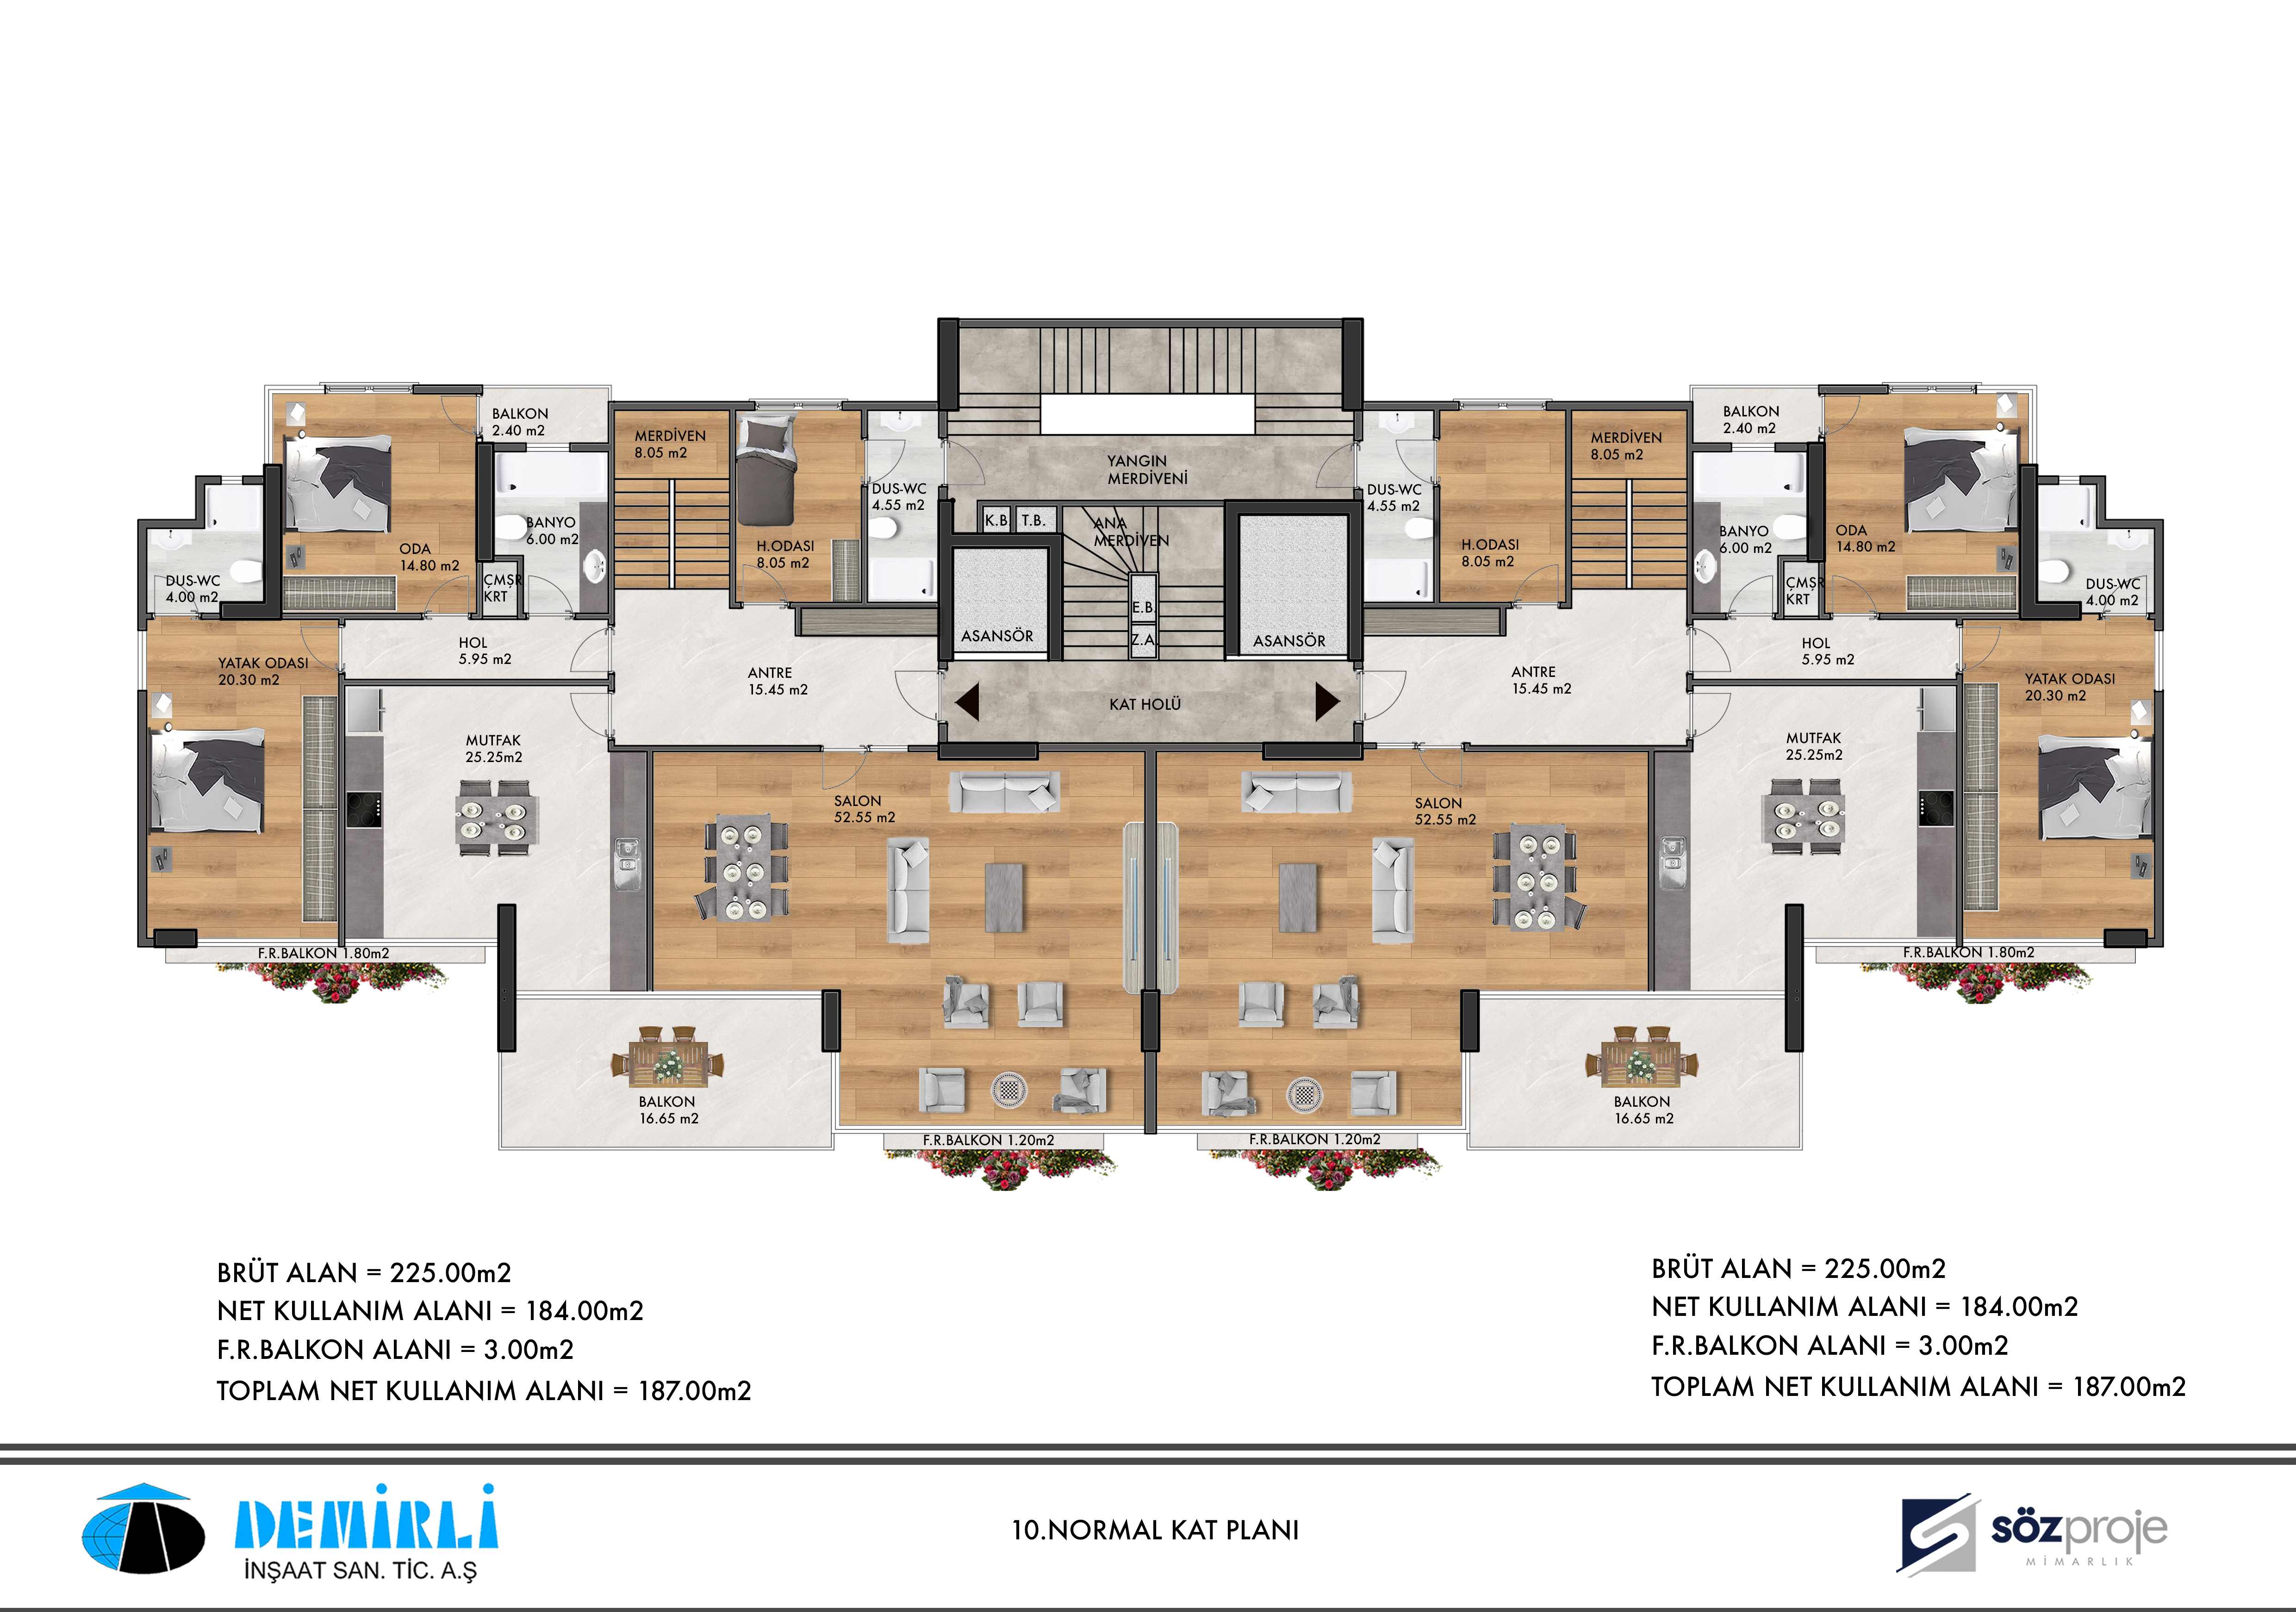 BALKON
2.40 m2
MERDİVEN
8.05 m2
DUS-WC
4.55 m2
BANYO
6.00 m2
ODA
14.80 m2
H.ODASI
8.05 m2
ÇMŞR
KRT
DUS-WC
4.00 m2
YATAK ODASI
20.30 m2
HOL
5.95 m2
ANTRE
15.45 m2
MUTFAK
25.25m2
SALON
52.55 m2
F.R.BALKON 1.80m2
BALKON
16.65 m2
F.R.BALKON 1.20m2
YANGIN
MERDİVENİ
K.B.
T.B.
ANA
MERDİVEN
E.B.
Z.A.
ASANSÖR
ASANSÖR
KAT HOLÜ
DUS-WC
4.55 m2
H.ODASI
8.05 m2
MERDİVEN
8.05 m2
BALKON
2.40 m2
BANYO
6.00 m2
ODA
14.80 m2
ÇMŞR
KRT
DUS-WC
4.00 m2
ANTRE
15.45 m2
HOL
5.95 m2
YATAK ODASI
20.30 m2
MUTFAK
25.25m2
SALON
52.55 m2
F.R.BALKON 1.80m2
BALKON
16.65 m2
F.R.BALKON 1.20m2
BRÜT ALAN = 225.00m2
NET KULLANIM ALANI = 184.00m2
F.R.BALKON ALANI = 3.00m2
TOPLAM NET KULLANIM ALANI = 187.00m2
BRÜT ALAN = 225.00m2
NET KULLANIM ALANI = 184.00m2
F.R.BALKON ALANI = 3.00m2
TOPLAM NET KULLANIM ALANI = 187.00m2
DEMİRLİ
İNŞAAT SAN. TİC. A.Ş
10.NORMAL KAT PLANI
sözproje
MİMARLIK